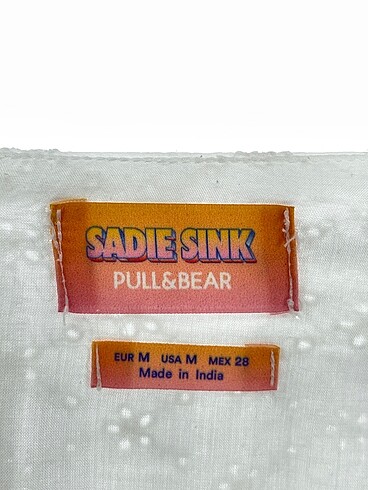 SADIE SINK
PULL&BEAR
EUR M USA M MEX 28
Made in India